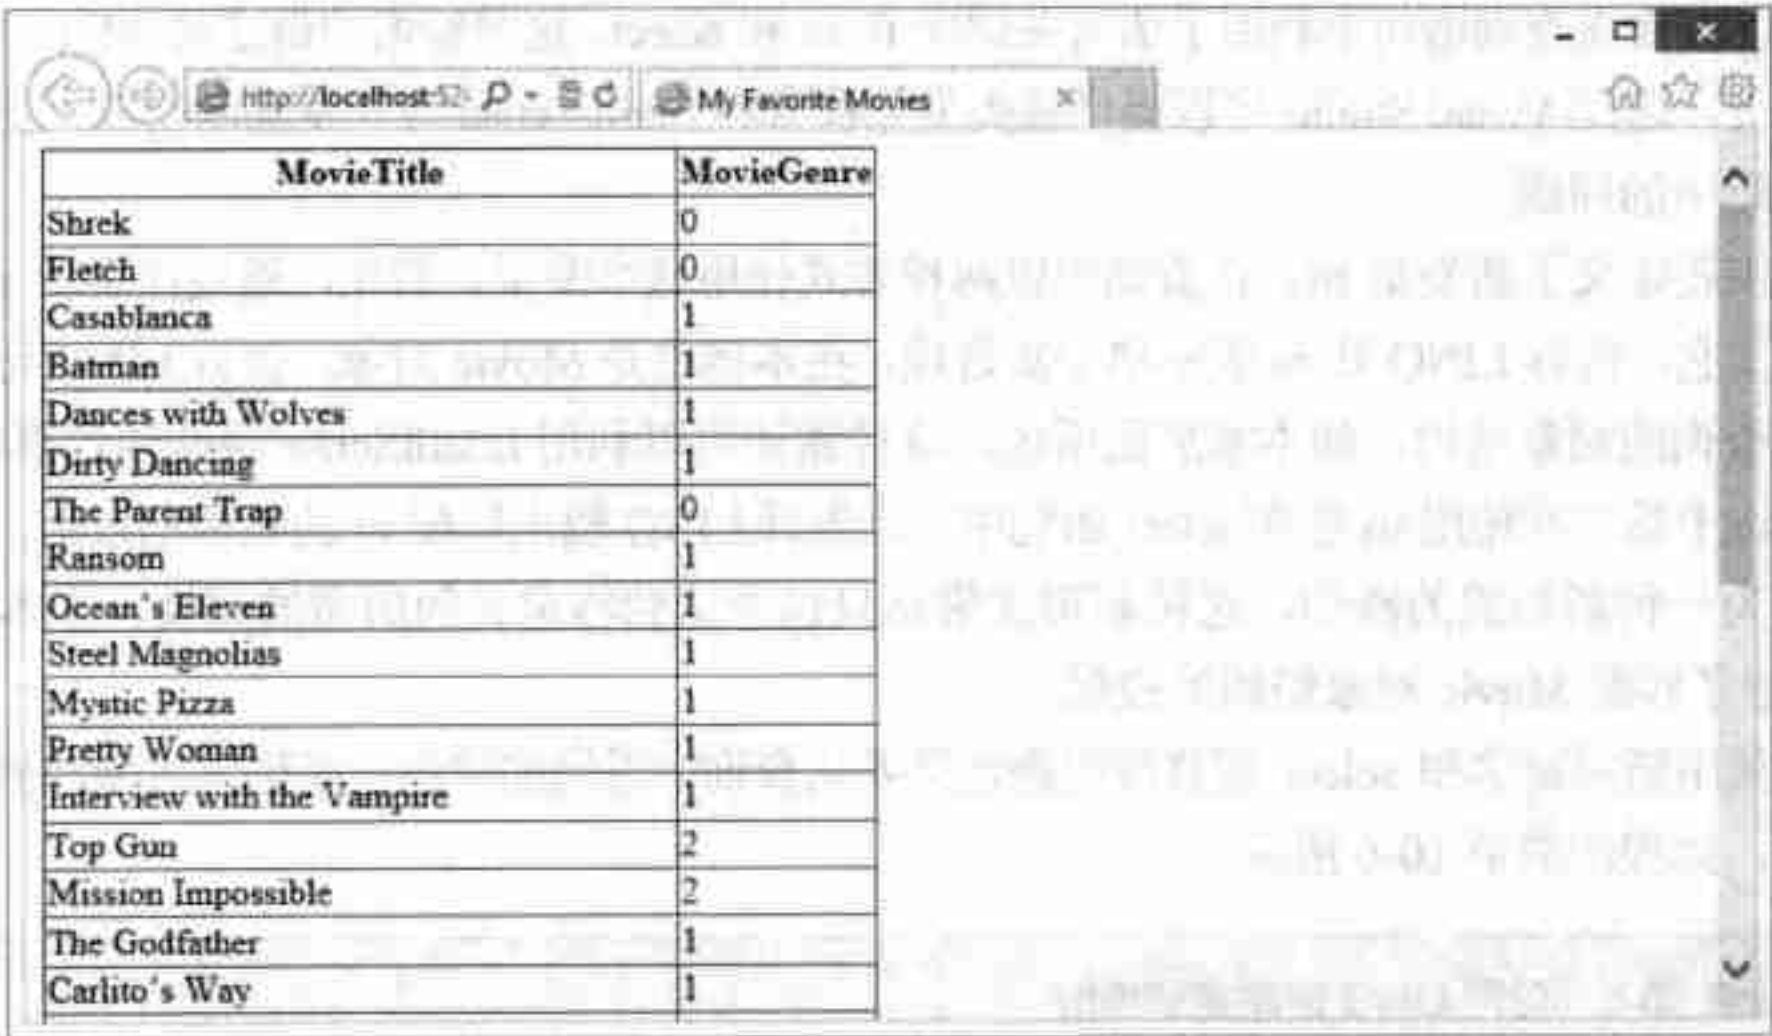 http://localhost:52
My Favorite Movies
MovieTitle MovieGenre
Shrek 0
Fletch 0
Casablanca 1
Batman 1
Dances with Wolves 1
Dirty Dancing 1
The Parent Trap 0
Ransom 1
Ocean's Eleven 1
Steel Magnolias 1
Mystic Pizza 1
Pretty Woman 1
Interview with the Vampire 1
Top Gun 2
Mission Impossible 2
The Godfather 1
Carlito's Way 1